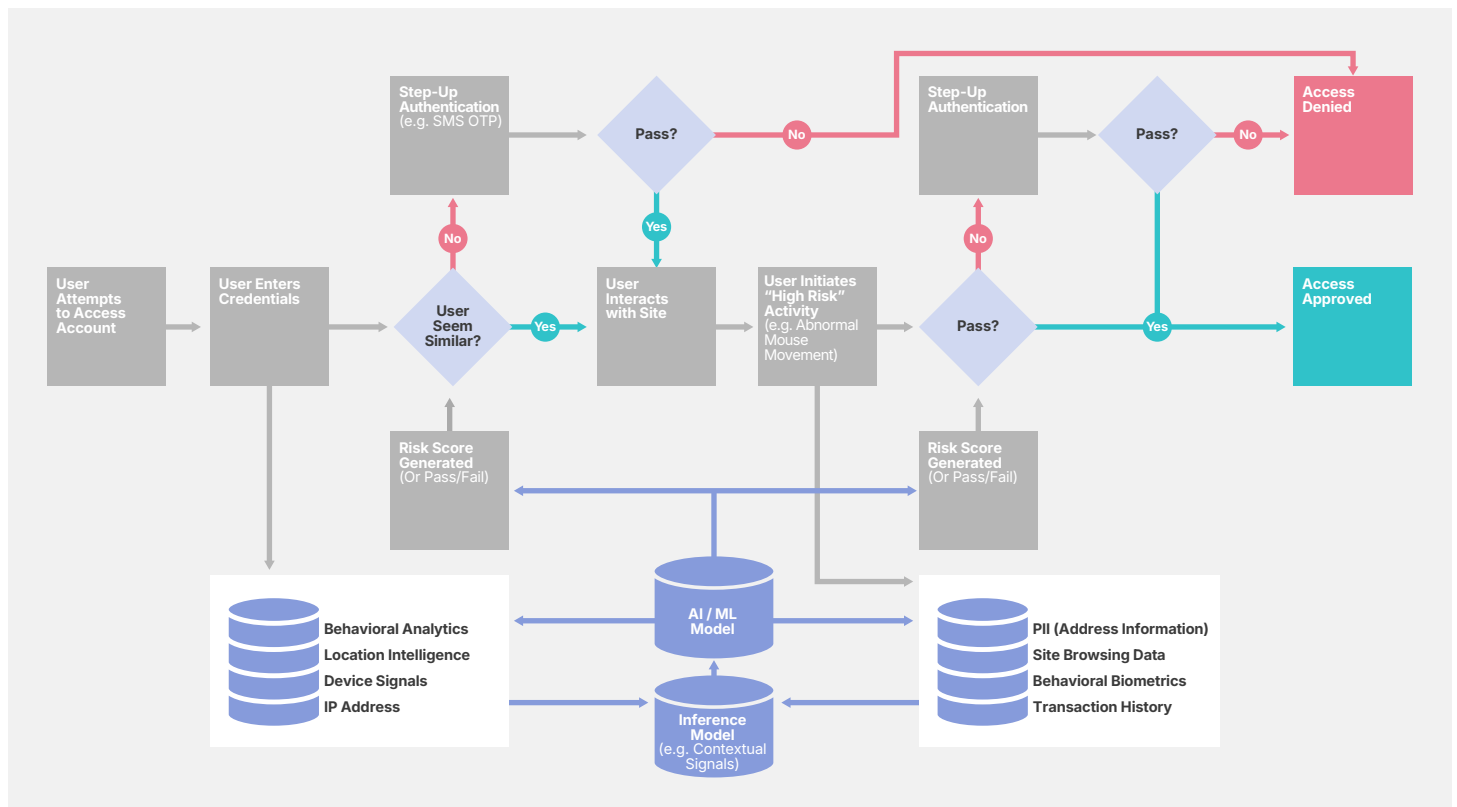 Step-Up
Authentication
(e.g. SMS OTP)
Pass?
No
Step-Up
Authentication
Pass?
No
Access
Denied
No
Yes
No
User
Attempts
to Access
Account
User Enters
Credentials
User
Seem
Similar?
Yes
User
Interacts
with Site
User Initiates
“High Risk”
Activity
(e.g. Abnormal
Mouse
Movement)
Pass?
Yes
Access
Approved
Risk Score
Generated
(Or Pass/Fail)
Risk Score
Generated
(Or Pass/Fail)
Behavioral Analytics
Location Intelligence
Device Signals
IP Address
AI / ML
Model
Inference
Model
(e.g. Contextual
Signals)
PII (Address Information)
Site Browsing Data
Behavioral Biometrics
Transaction History